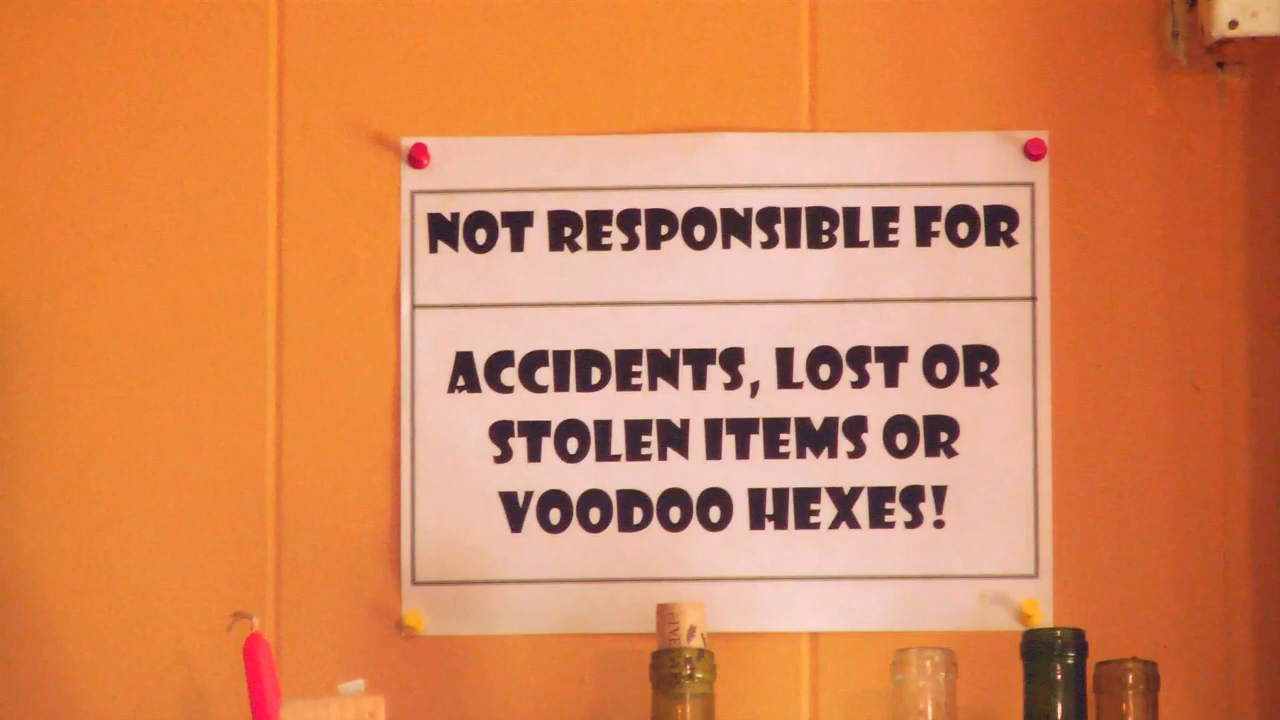 NOT RESPONSIBLE FOR
ACCIDENTS, LOST OR
STOLEN ITEMS OR
VOODOO HEXES!